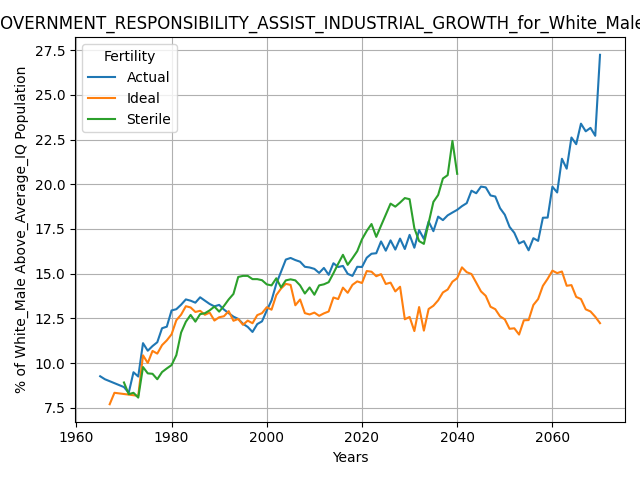 OVERNMENT_RESPONSIBILITY_ASSIST_INDUSTRIAL_GROWTH_for_White_Male
Fertility
Actual
Ideal
Sterile
% of White_Male Above_Average_IQ Population
27.5
25.0
22.5
20.0
17.5
15.0
12.5
10.0
7.5
1960 1980 2000 2020 2040 2060
Years